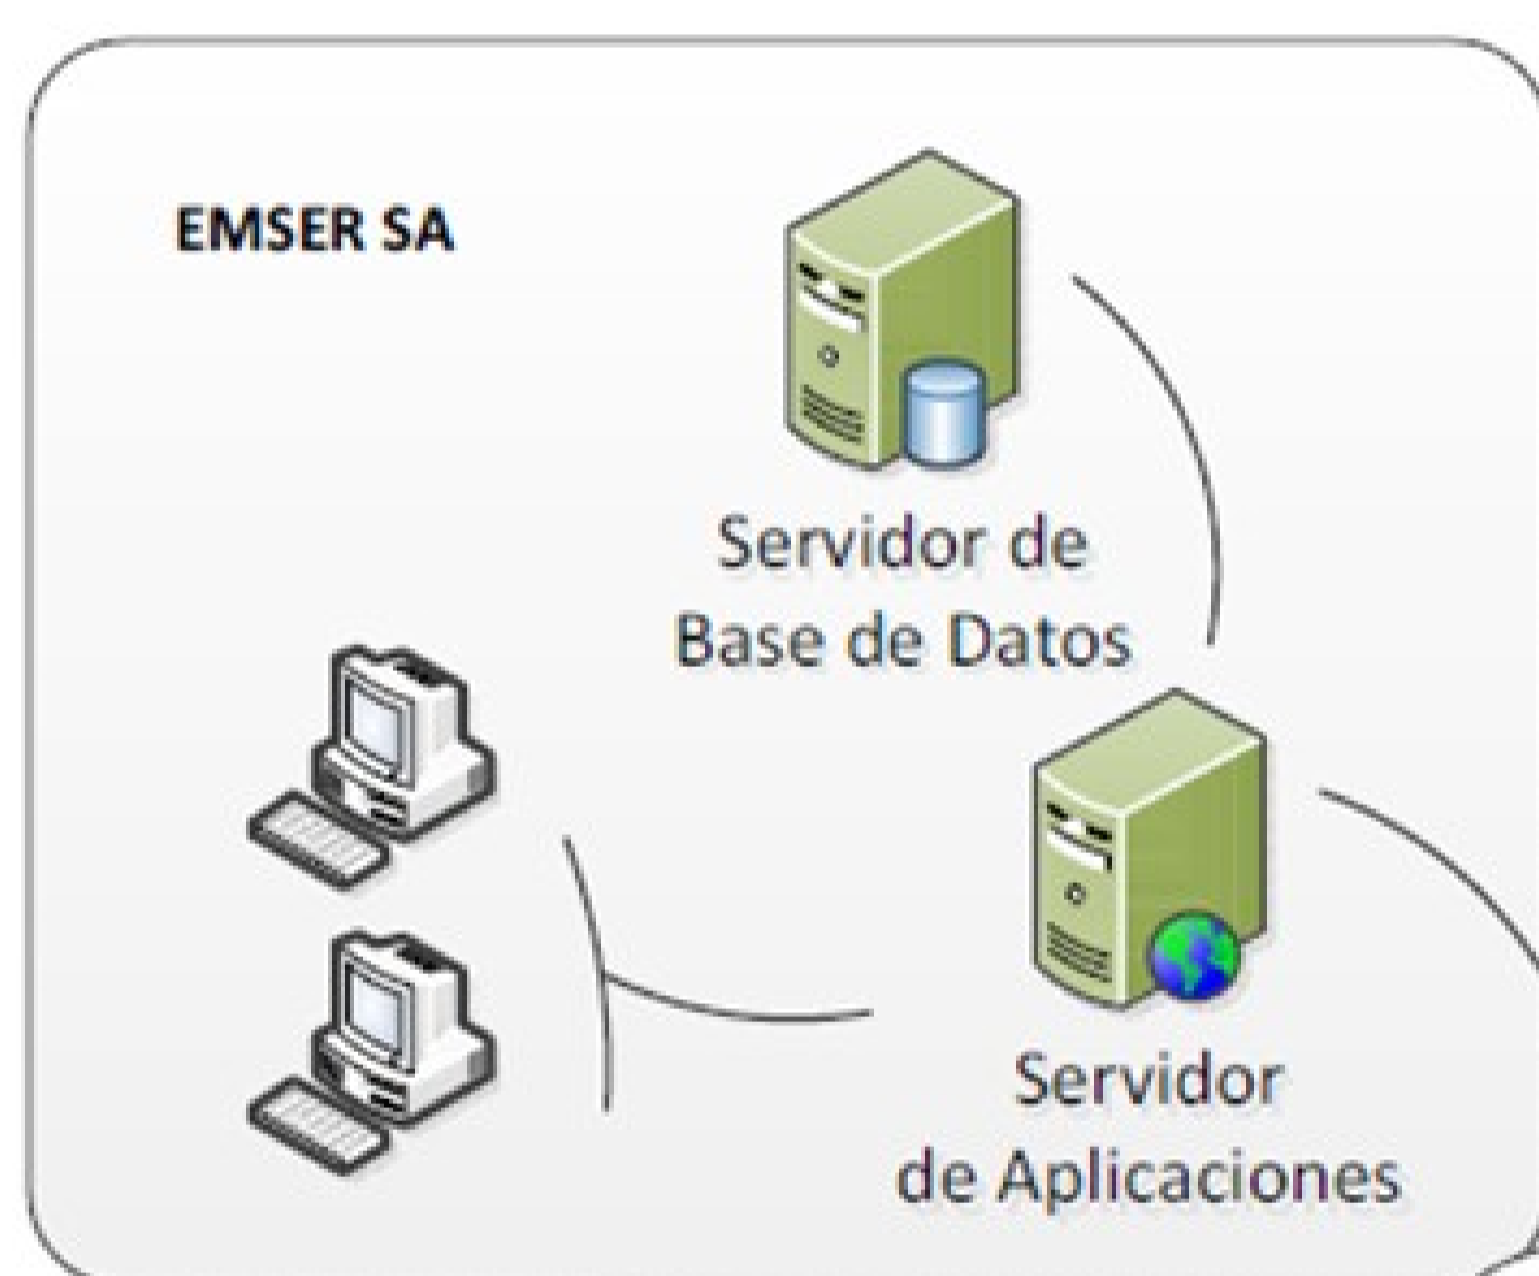 EMSER SA
Servidor de
Base de Datos
Servidor
de Aplicaciones